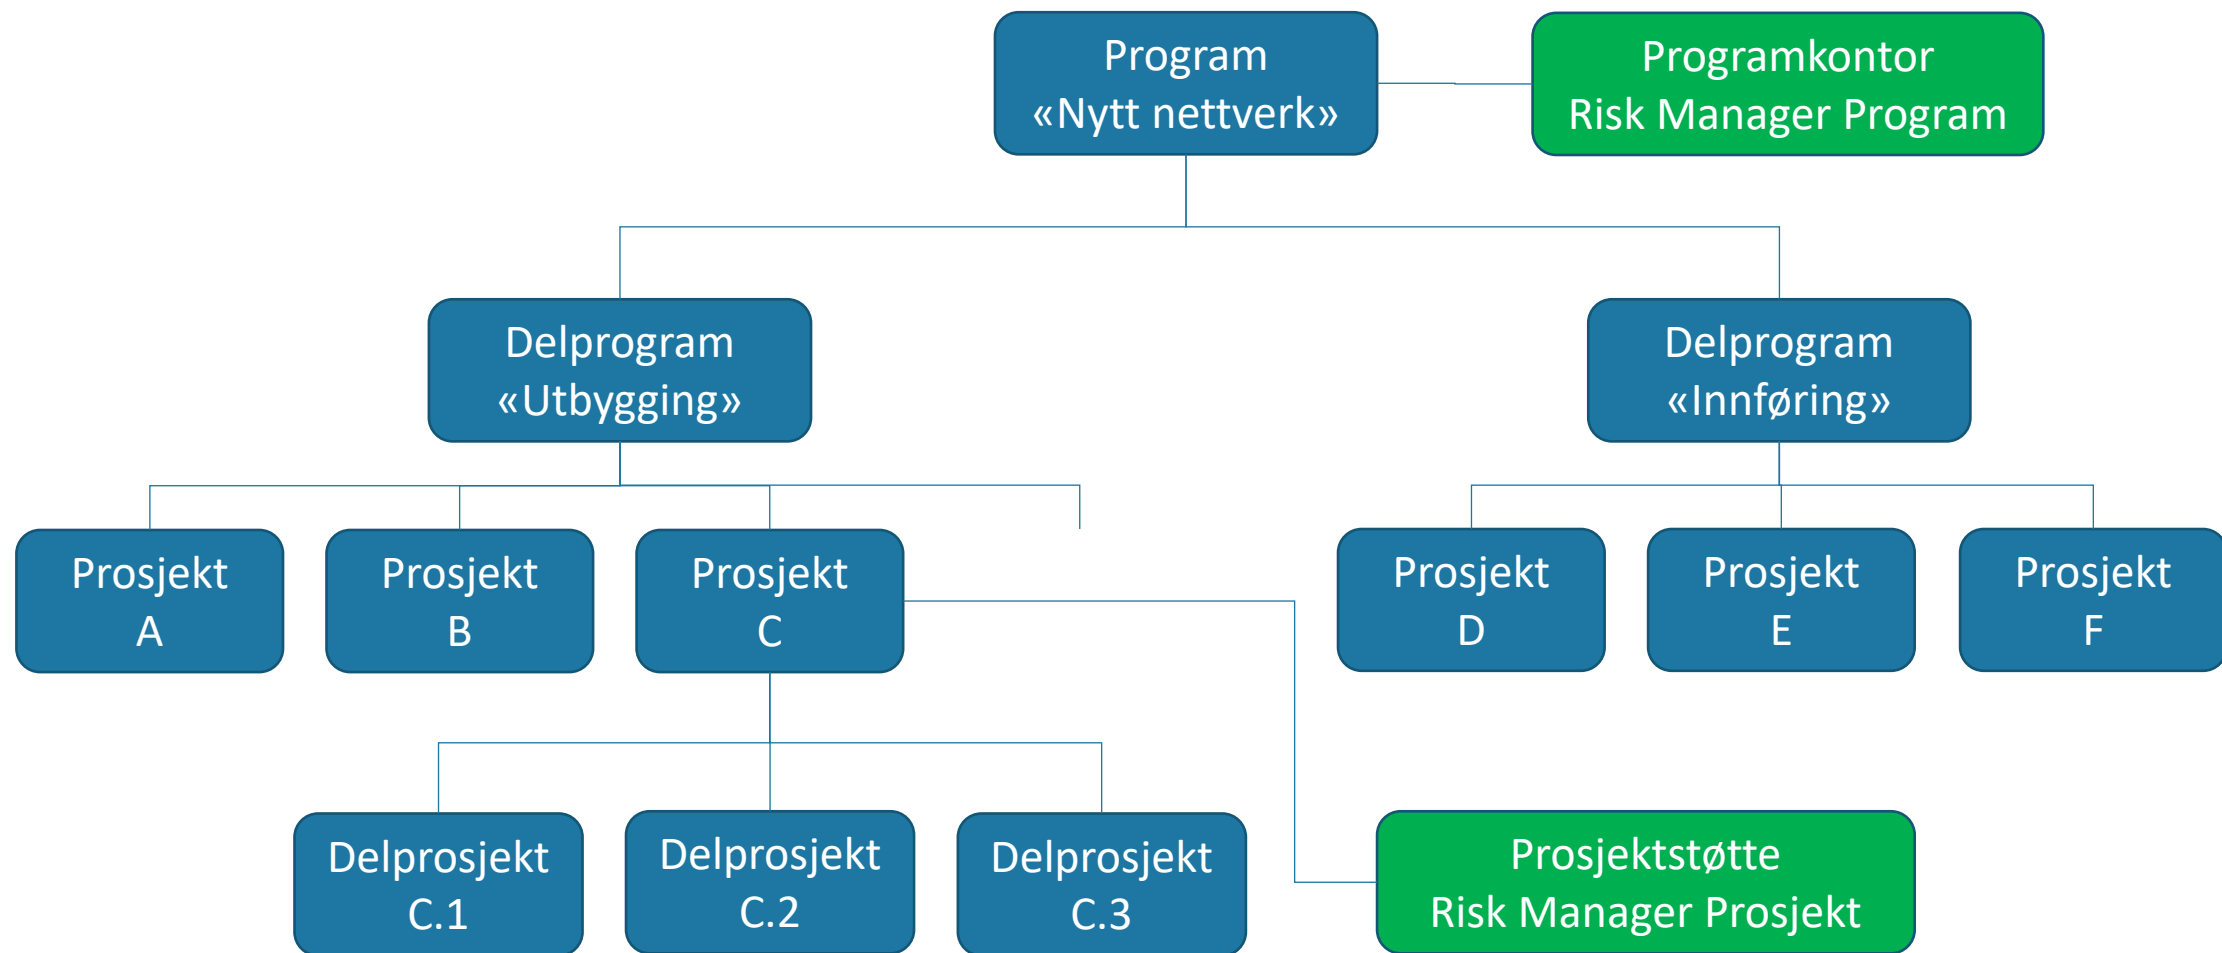 Program
«Nytt nettverk»
Programkontor
Risk Manager Program
Delprogram
«Utbygging»
Delprogram
«Innføring»
Prosjekt
A
Prosjekt
B
Prosjekt
C
Prosjekt
D
Prosjekt
E
Prosjekt
F
Delprosjekt
C.1
Delprosjekt
C.2
Delprosjekt
C.3
Prosjektstøtte
Risk Manager Prosjekt